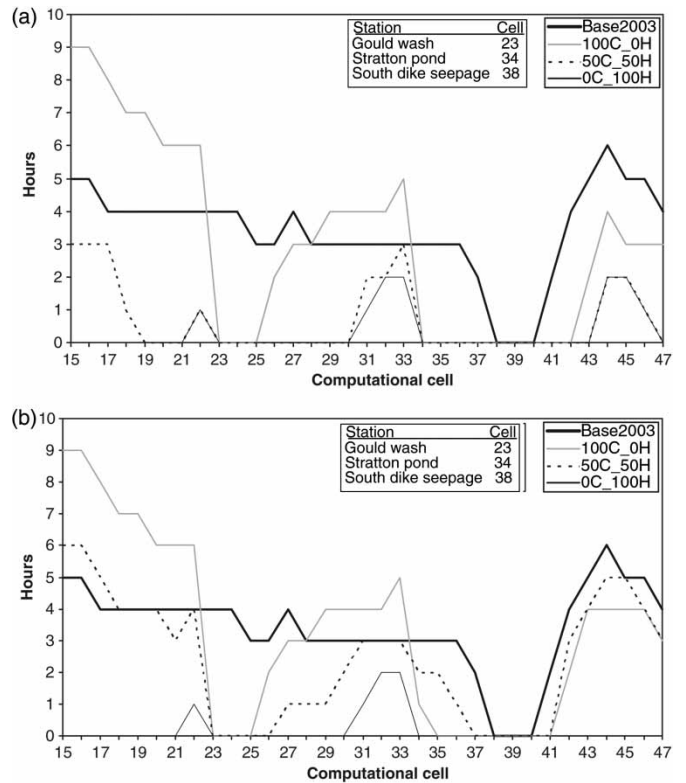 (a)
10
9
8
7
6
5
4
3
2
1
0
Hours
Station Cell
Gould wash 23
Stratton pond 34
South dike seepage 38
Base2003
100C_0H
50C_50H
0C_100H
15 17 19 21 23 25 27 29 31 33 35 37 39 41 43 45 47
Computational cell
(b)
10
9
8
7
6
5
4
3
2
1
0
Hours
Station Cell
Gould wash 23
Stratton pond 34
South dike seepage 38
Base2003
100C_0H
50C_50H
0C_100H
15 17 19 21 23 25 27 29 31 33 35 37 39 41 43 45 47
Computational cell